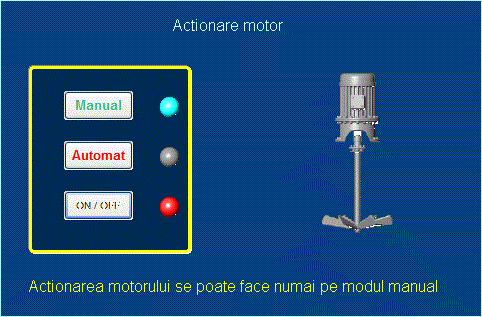 Actionare motor
Manual
Automat
ON / OFF
Actionarea motorului se poate face numai pe modul manual